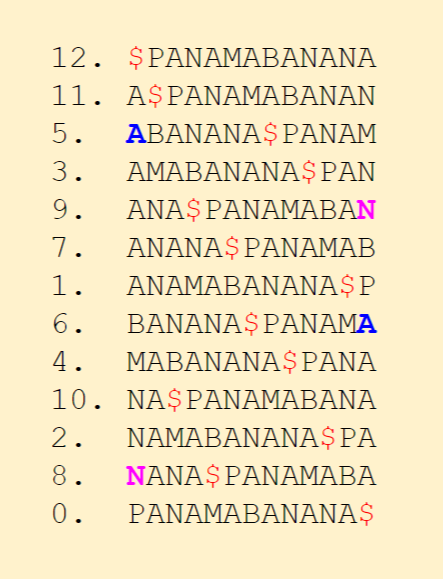 12. $PANAMABANANA
11. A$PANAMABANAN
5. ABANANA$PANAM
3. AMABANANA$PAN
9. ANA$PANAMABAN
7. ANANA$PANAMAB
1. ANAMABANANA$P
6. BANANA$PANAMA
4. MABANANA$PANA
10. NA$PANAMABANA
2. NAMABANANA$PA
8. NANA$PANAMABA
0. PANAMABANANA$